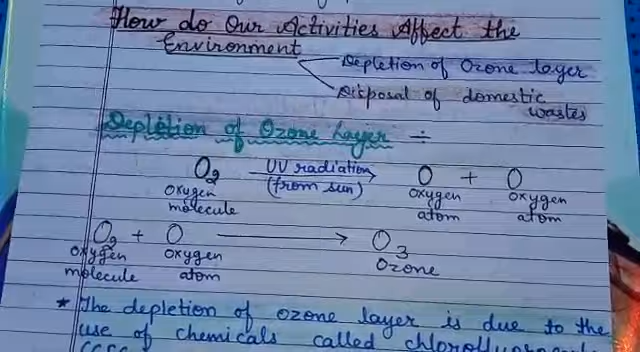 How do Our Activities Affect the
Environment
Depletion of Ozone layer
Disposal of domestic
wastes
Depletion of Ozone Layer ÷
O2 UV radiation (from sun) → O + O
oxygen molecule oxygen atom oxygen atom
O2 + O → O3
oxygen molecule oxygen atom Ozone
* The depletion of ozone layer is due to the
use of chemicals called